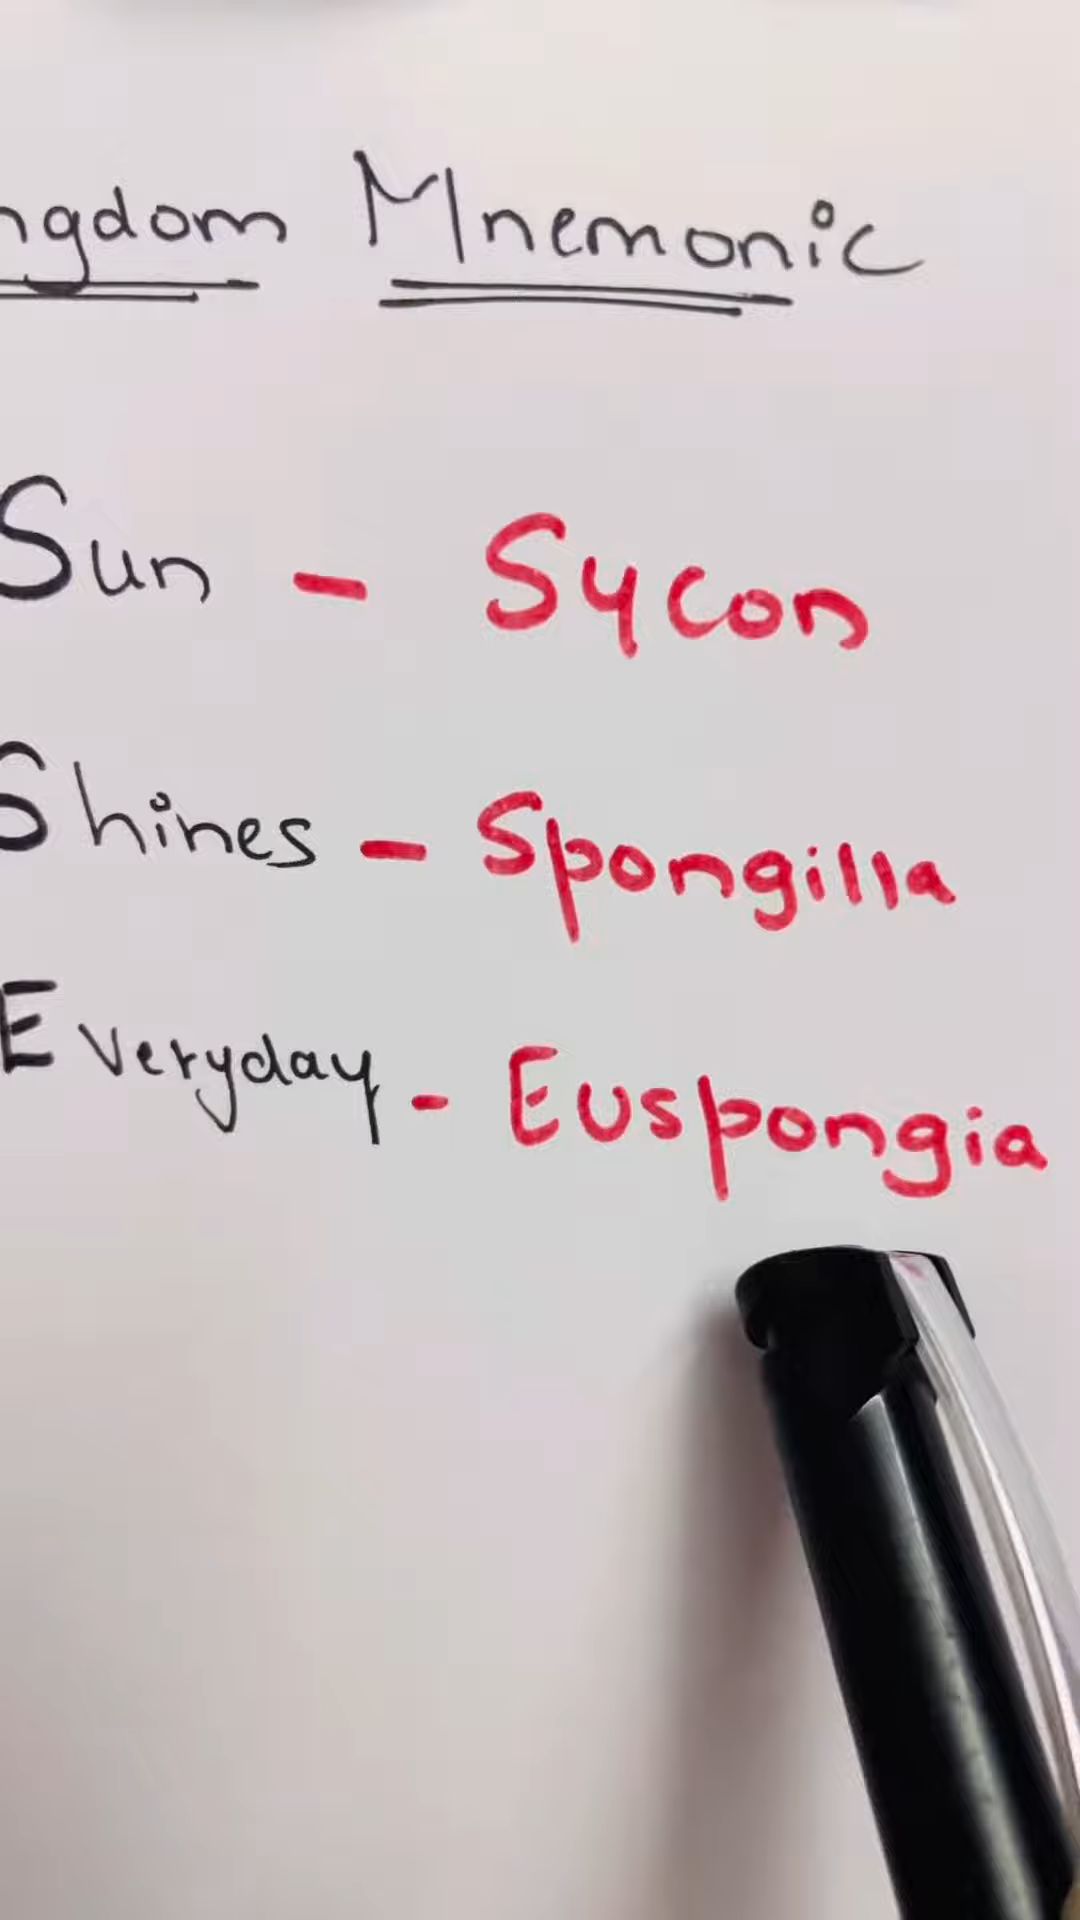 ngdom Mnemonic
Sun - Sycon
Shines - Spongilla
Everyday - Euspongia